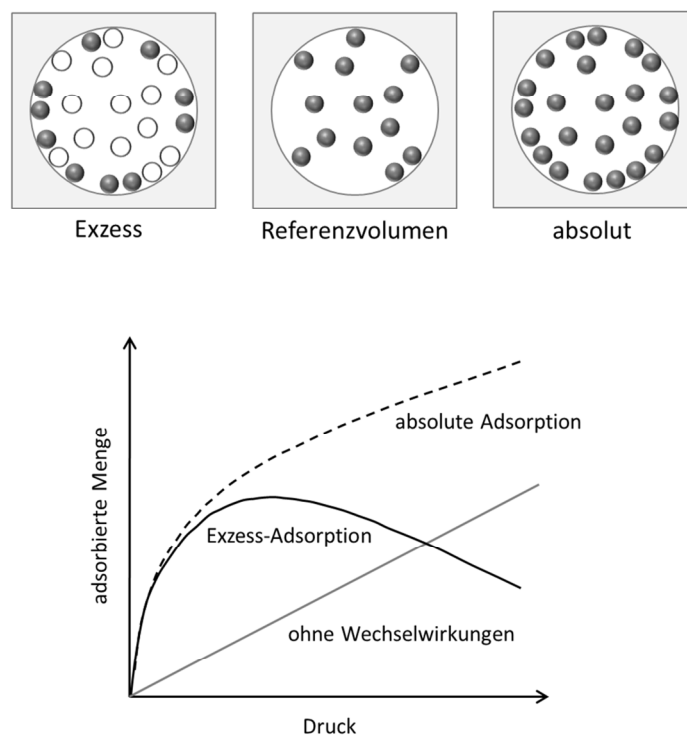 Exzess
Referenzvolumen
absolut
adsorbierte Menge
absolute Adsorption
Exzess-Adsorption
ohne Wechselwirkungen
Druck